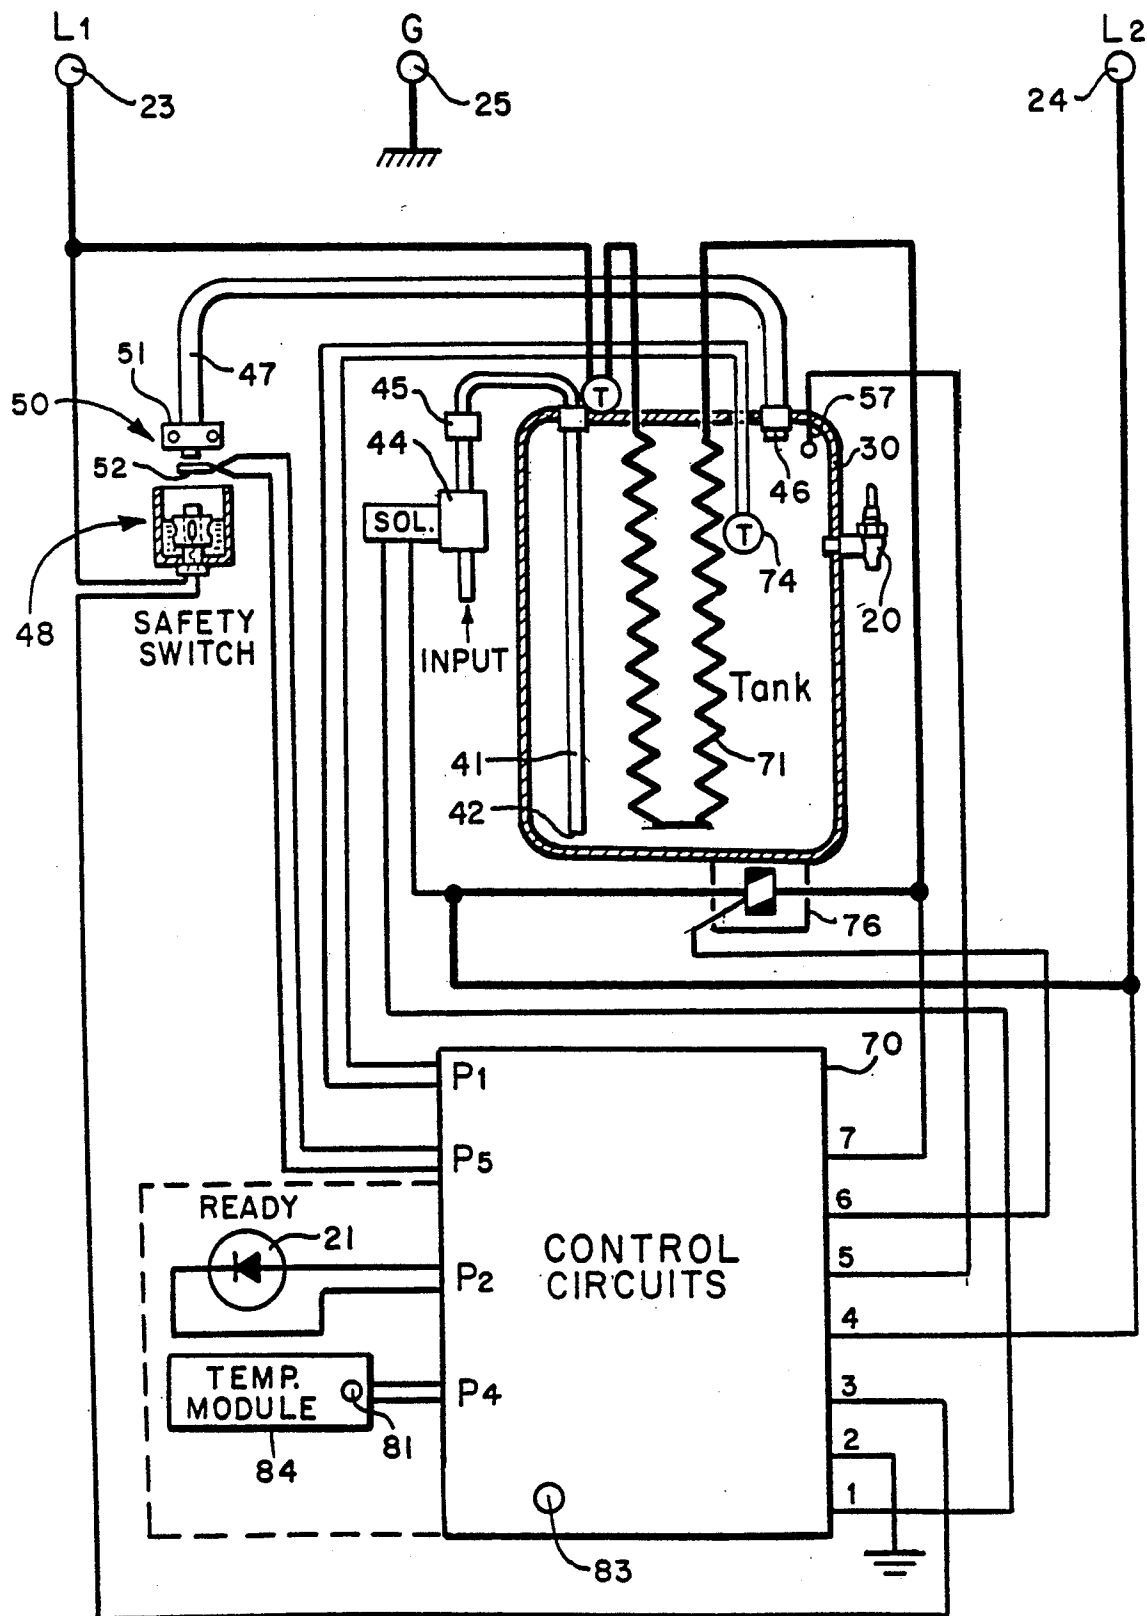 L1
G
L2
23
25
24
51
47
50
52
45
44
57
30
46
T
SOL.
T
74
20
48
SAFETY
SWITCH
INPUT
Tank
41
71
42
76
70
P1
7
P5
6
READY
21
5
CONTROL
CIRCUITS
P2
4
TEMP.
MODULE
P4
3
81
2
84
1
83